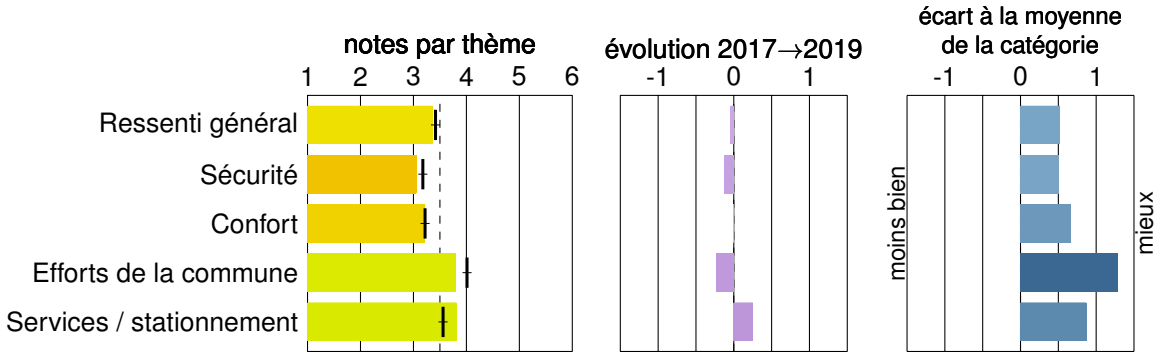 notes par thème
évolution 2017→2019
écart à la moyenne
de la catégorie
1 2 3 4 5 6
-1 0 1
-1 0 1
Ressenti général
Sécurité
Confort
Efforts de la commune
Services / stationnement
moins bien
mieux